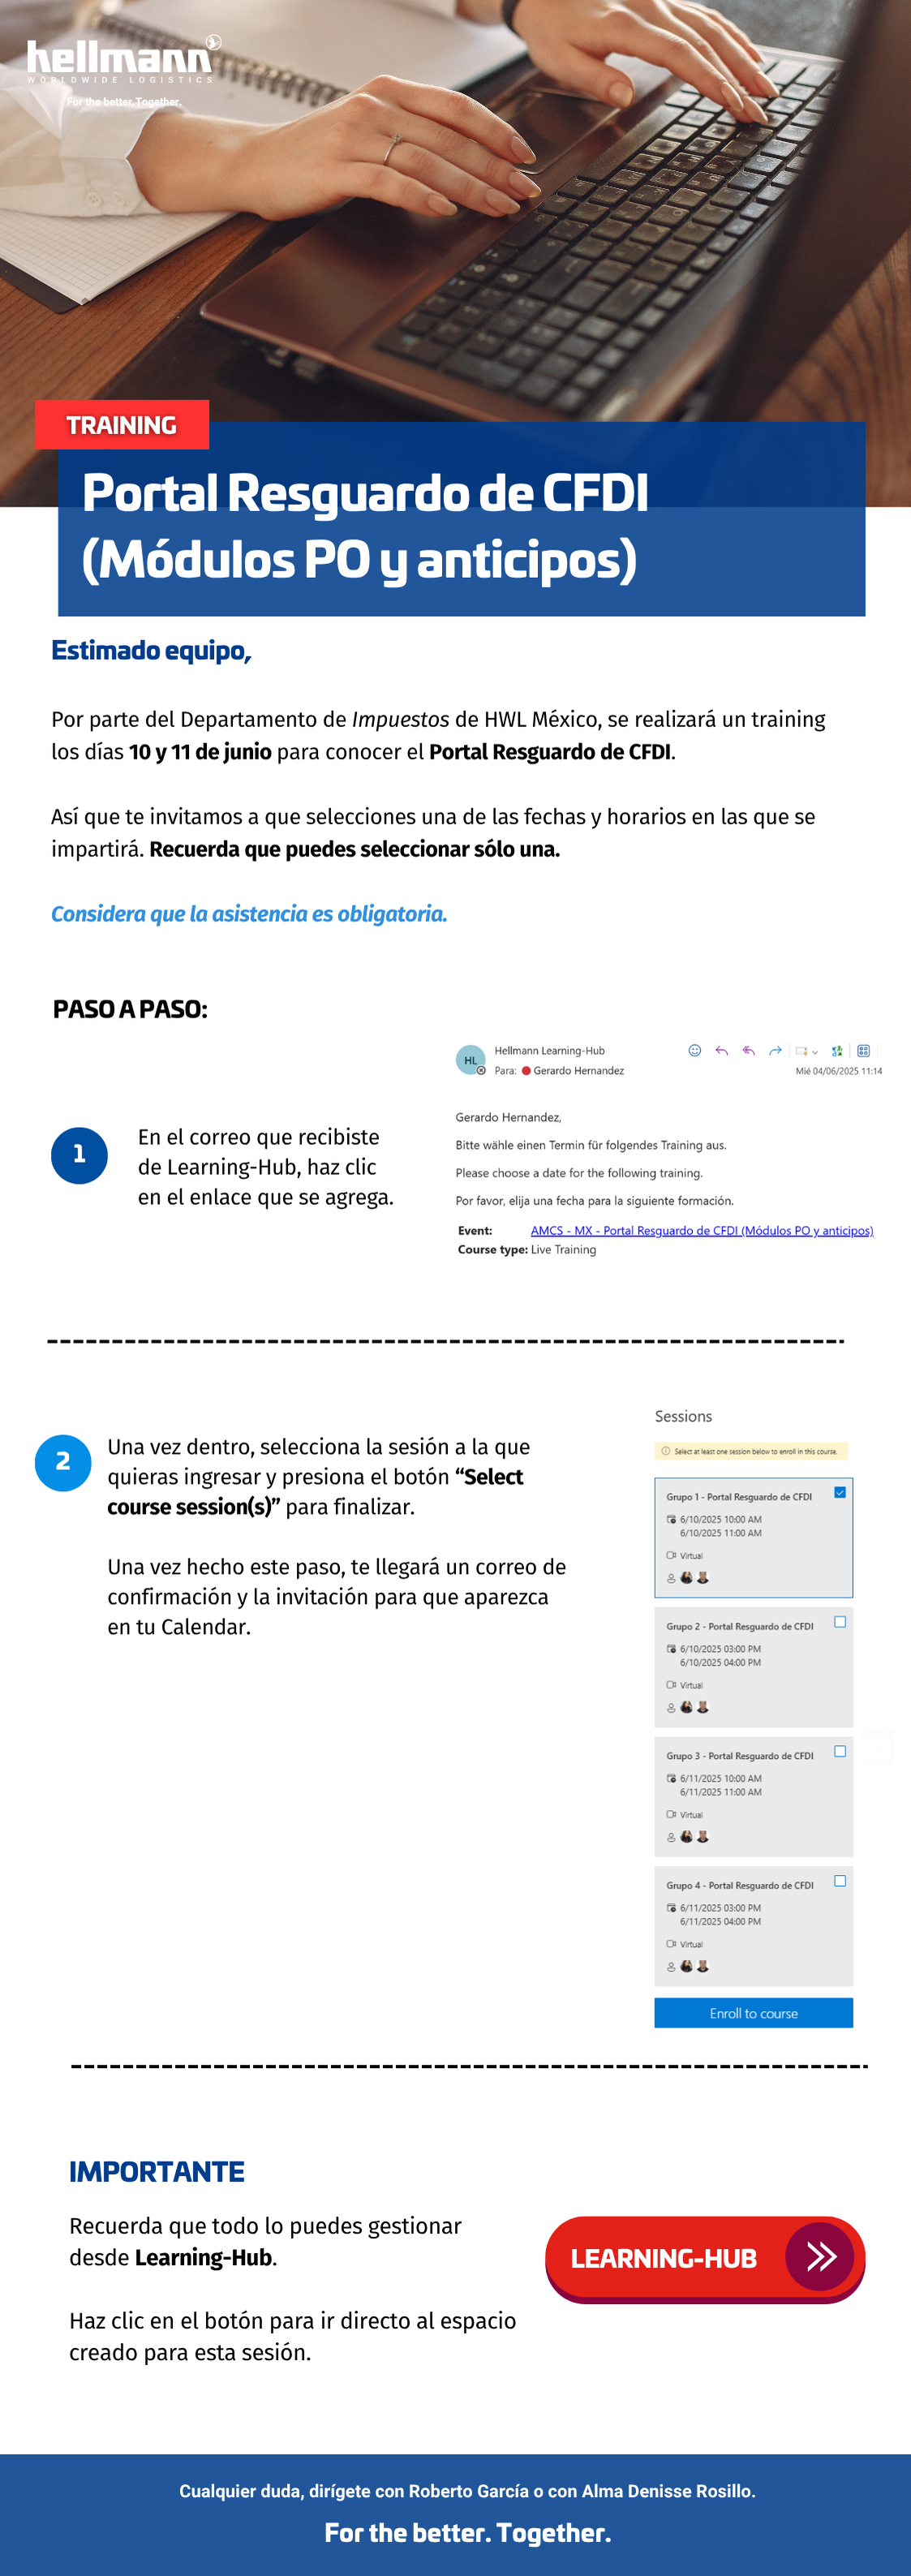 hellmann
WORLDWIDE LOGISTICS
For the better.Together.
TRAINING
Portal Resguardo de CFDI
(Módulos PO y anticipos)
Estimado equipo,
Por parte del Departamento de Impuestos de HWL México, se realizará un training
los días 10 y 11 de junio para conocer el Portal Resguardo de CFDI.
Así que te invitamos a que selecciones una de las fechas y horarios en las que se
impartirá. Recuerda que puedes seleccionar sólo una.
Considera que la asistencia es obligatoria.
PASO A PASO:
1
En el correo que recibiste
de Learning-Hub, haz clic
en el enlace que se agrega.
HL
Hellmann Learning-Hub
Para: Gerardo Hernandez
Mié 04/06/2025 11:14
Gerardo Hernandez,
Bitte wähle einen Termin für folgendes Training aus.
Please choose a date for the following training.
Por favor, elija una fecha para la siguiente formación.
Event: AMCS - MX - Portal Resguardo de CFDI (Módulos PO y anticipos)
Course type: Live Training
2
Una vez dentro, selecciona la sesión a la que
quieras ingresar y presiona el botón “Select
course session(s)” para finalizar.
Una vez hecho este paso, te llegará un correo de
confirmación y la invitación para que aparezca
en tu Calendar.
Sessions
Select at least one session below to enroll in this course.
Grupo 1 - Portal Resguardo de CFDI
6/10/2025 10:00 AM
6/10/2025 11:00 AM
Virtual
Grupo 2 - Portal Resguardo de CFDI
6/10/2025 03:00 PM
6/10/2025 04:00 PM
Virtual
Grupo 3 - Portal Resguardo de CFDI
6/11/2025 10:00 AM
6/11/2025 11:00 AM
Virtual
Grupo 4 - Portal Resguardo de CFDI
6/11/2025 03:00 PM
6/11/2025 04:00 PM
Virtual
Enroll to course
IMPORTANTE
Recuerda que todo lo puedes gestionar
desde Learning-Hub.
Haz clic en el botón para ir directo al espacio
creado para esta sesión.
LEARNING-HUB
Cualquier duda, dirígete con Roberto García o con Alma Denisse Rosillo.
For the better. Together.